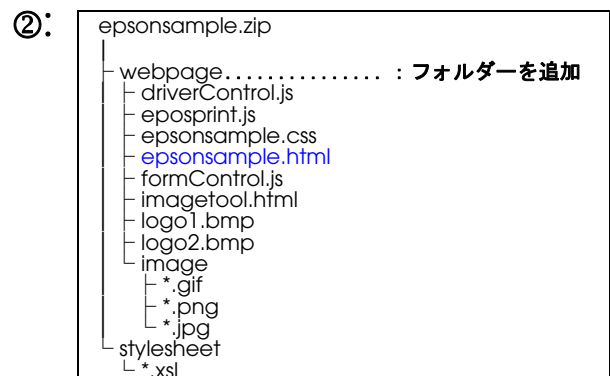 ②:
epsonsample.zip
webpage............... : フォルダーを追加
driverControl.js
eposprint.js
epsonsample.css
epsonsample.html
formControl.js
imagetool.html
logo1.bmp
logo2.bmp
image
*.gif
*.png
*.jpg
stylesheet
*.xsl